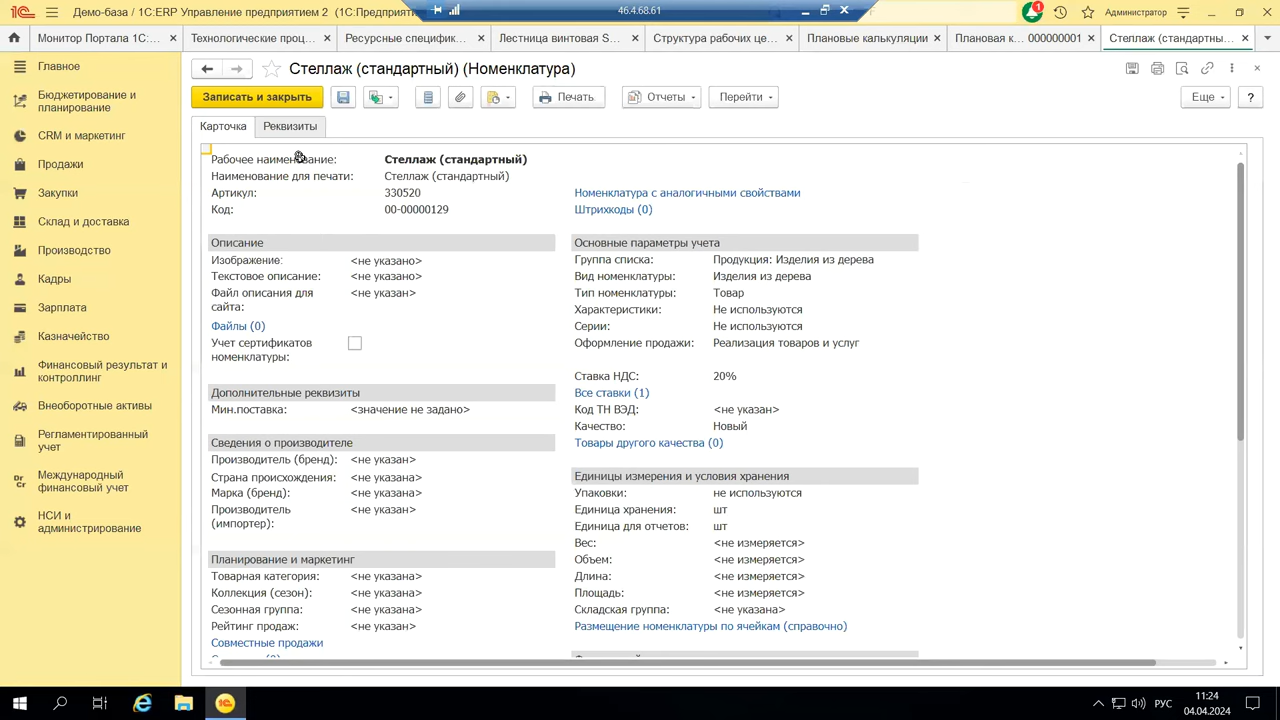 Демо-база / 1С:ERP Управление предприятием 2 (1С:Предприяти
46.4.68.61
1
Администратор
Монитор Портала 1С:...
Технологические проц...
Ресурсные специфик...
Лестница винтовая S...
Структура рабочих це...
Плановые калькуляции
Плановая к... 000000001
Стеллаж (стандартны...
Главное
Бюджетирование и
планирование
CRM и маркетинг
Продажи
Закупки
Склад и доставка
Производство
Кадры
Зарплата
Казначейство
Финансовый результат и
контроллинг
Внеоборотные активы
Регламентированный
учет
Международный
финансовый учет
НСИ и
администрирование
Стеллаж (стандартный) (Номенклатура)
Записать и закрыть
Печать
Отчеты
Перейти
Еще
?
Карточка
Реквизиты
Рабочее наименование: Стеллаж (стандартный)
Наименование для печати: Стеллаж (стандартный)
Артикул: 330520
Код: 00-00000129
Номенклатура с аналогичными свойствами
Штрихкоды (0)
Описание
Изображение: <не указано>
Текстовое описание: <не указано>
Файл описания для <не указан>
сайта:
Файлы (0)
Учет сертификатов
номенклатуры:
Дополнительные реквизиты
Мин.поставка: <значение не задано>
Сведения о производителе
Производитель (бренд): <не указан>
Страна происхождения: <не указана>
Марка (бренд): <не указана>
Производитель <не указан>
(импортер):
Планирование и маркетинг
Товарная категория: <не указана>
Коллекция (сезон): <не указана>
Сезонная группа: <не указана>
Рейтинг продаж: <не указан>
Совместные продажи
Основные параметры учета
Группа списка: Продукция: Изделия из дерева
Вид номенклатуры: Изделия из дерева
Тип номенклатуры: Товар
Характеристики: Не используются
Серии: Не используются
Оформление продажи: Реализация товаров и услуг
Ставка НДС: 20%
Все ставки (1)
Код ТН ВЭД: <не указан>
Качество: Новый
Товары другого качества (0)
Единицы измерения и условия хранения
Упаковки: не используются
Единица хранения: шт
Единица для отчетов: шт
Вес: <не измеряется>
Объем: <не измеряется>
Длина: <не измеряется>
Площадь: <не измеряется>
Складская группа: <не указана>
Размещение номенклатуры по ячейкам (справочно)
РУС
11:24
04.04.2024